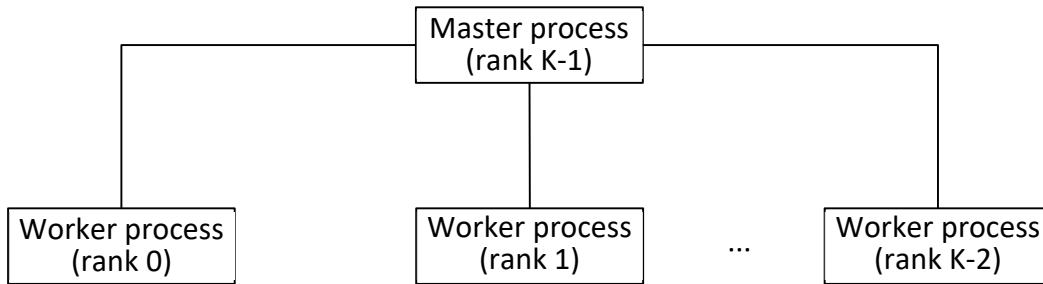 Master process
(rank K-1)
Worker process
(rank 0)
Worker process
(rank 1)
...
Worker process
(rank K-2)